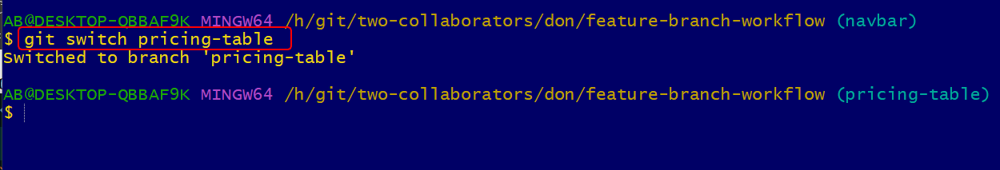 AB@DESKTOP-QBBAF9K MINGW64 /h/git/two-collaborators/don/feature-branch-workflow (navbar)
$ git switch pricing-table
Switched to branch 'pricing-table'
AB@DESKTOP-QBBAF9K MINGW64 /h/git/two-collaborators/don/feature-branch-workflow (pricing-table)
$